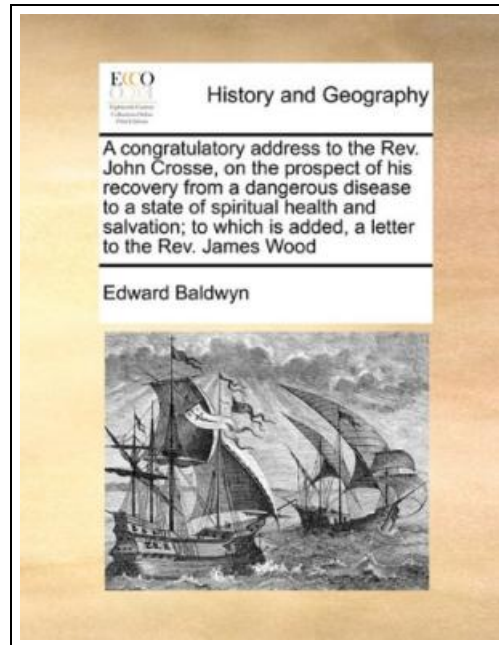 ECCO
History and Geography
A congratulatory address to the Rev.
John Crosse, on the prospect of his
recovery from a dangerous disease
to a state of spiritual health and
salvation; to which is added, a letter
to the Rev. James Wood
Edward Baldwyn